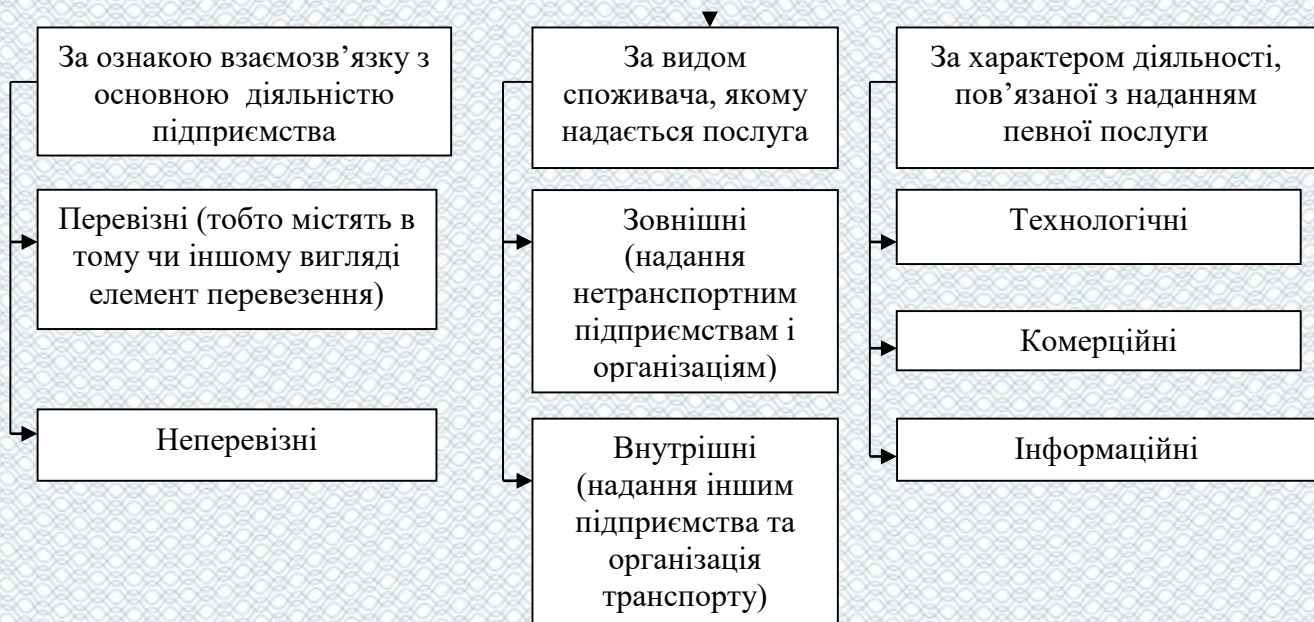 За ознакою взаємозв’язку з
основною діяльністю
підприємства
Перевізні (тобто містять в
тому чи іншому вигляді
елемент перевезення)
Неперевізні
За видом
споживача, якому
надається послуга
Зовнішні
(надання
нетранспортним
підприємствам і
організаціям)
Внутрішні
(надання іншим
підприємства та
організація
транспорту)
За характером діяльності,
пов’язаної з наданням
певної послуги
Технологічні
Комерційні
Інформаційні